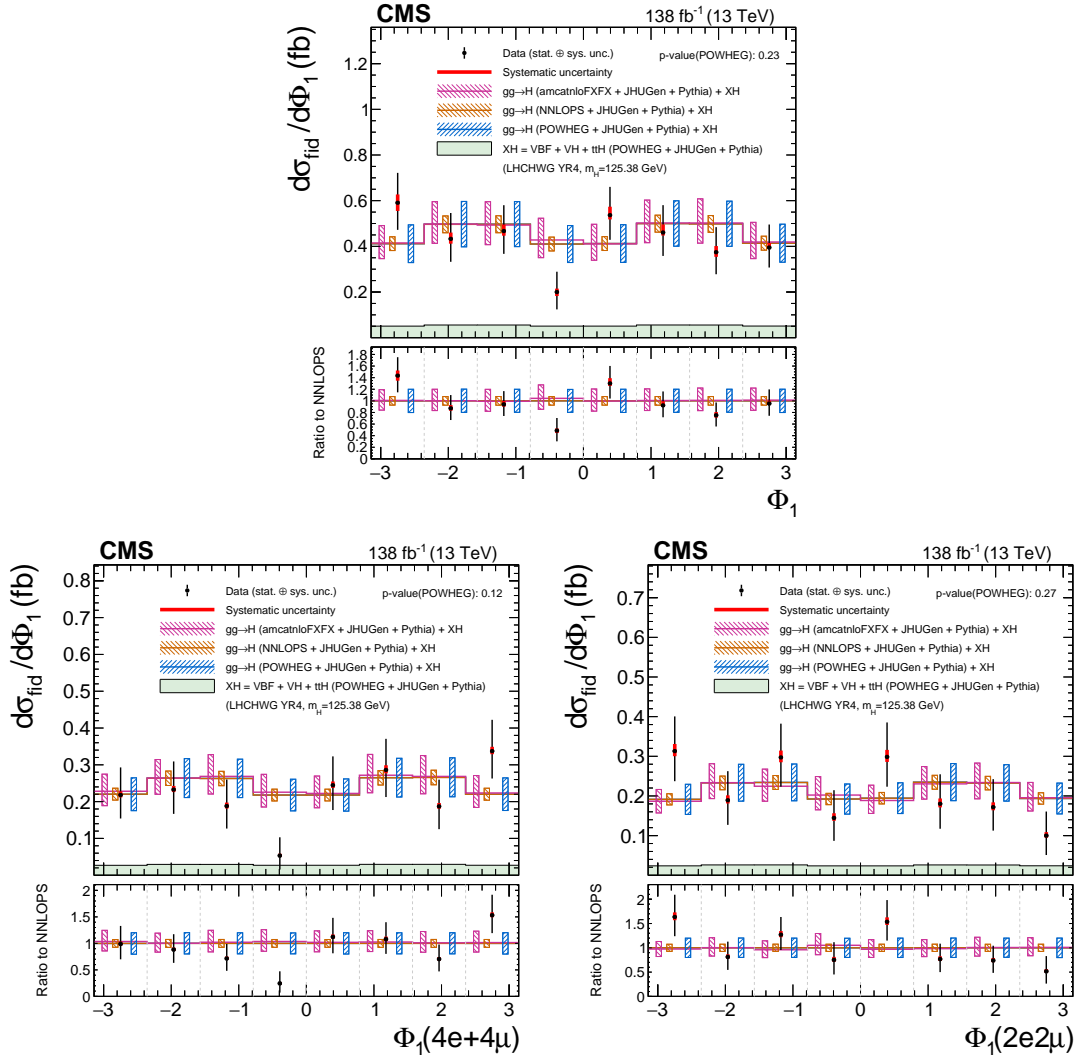 CMS 138 fb⁻¹ (13 TeV)
dσ_fid/dΦ₁ (fb)
Data (stat. ⊕ sys. unc.) p-value(POWHEG): 0.23
Systematic uncertainty
gg→H (amcatnloFXFX + JHUGen + Pythia) + XH
gg→H (NNLOPS + JHUGen + Pythia) + XH
gg→H (POWHEG + JHUGen + Pythia) + XH
XH = VBF + VH + ttH (POWHEG + JHUGen + Pythia)
(LHCHWG YR4, m_H=125.38 GeV)
1.2
1
0.8
0.6
0.4
0.2
Ratio to NNLOPS
1.8
1.6
1.4
1.2
1
0.8
0.6
0.4
0.2
0
−3 −2 −1 0 1 2 3
Φ₁
CMS 138 fb⁻¹ (13 TeV)
dσ_fid/dΦ₁ (fb)
Data (stat. ⊕ sys. unc.) p-value(POWHEG): 0.12
Systematic uncertainty
gg→H (amcatnloFXFX + JHUGen + Pythia) + XH
gg→H (NNLOPS + JHUGen + Pythia) + XH
gg→H (POWHEG + JHUGen + Pythia) + XH
XH = VBF + VH + ttH (POWHEG + JHUGen + Pythia)
(LHCHWG YR4, m_H=125.38 GeV)
0.8
0.7
0.6
0.5
0.4
0.3
0.2
0.1
Ratio to NNLOPS
2
1.5
1
0.5
0
−3 −2 −1 0 1 2 3
Φ₁(4e+4μ)
CMS 138 fb⁻¹ (13 TeV)
dσ_fid/dΦ₁ (fb)
Data (stat. ⊕ sys. unc.) p-value(POWHEG): 0.27
Systematic uncertainty
gg→H (amcatnloFXFX + JHUGen + Pythia) + XH
gg→H (NNLOPS + JHUGen + Pythia) + XH
gg→H (POWHEG + JHUGen + Pythia) + XH
XH = VBF + VH + ttH (POWHEG + JHUGen + Pythia)
(LHCHWG YR4, m_H=125.38 GeV)
0.7
0.6
0.5
0.4
0.3
0.2
0.1
Ratio to NNLOPS
2
1.5
1
0.5
0
−3 −2 −1 0 1 2 3
Φ₁(2e2μ)